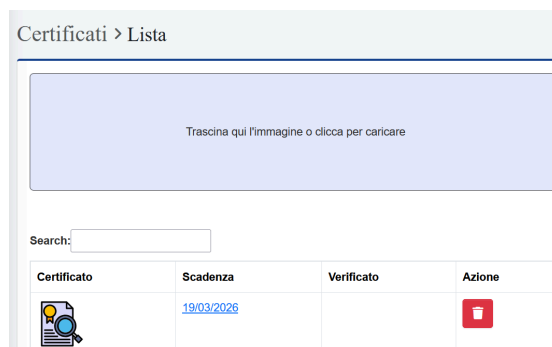 Certificati > Lista
Trascina qui l'immagine o clicca per caricare
Search:
Certificato Scadenza Verificato Azione
19/03/2026